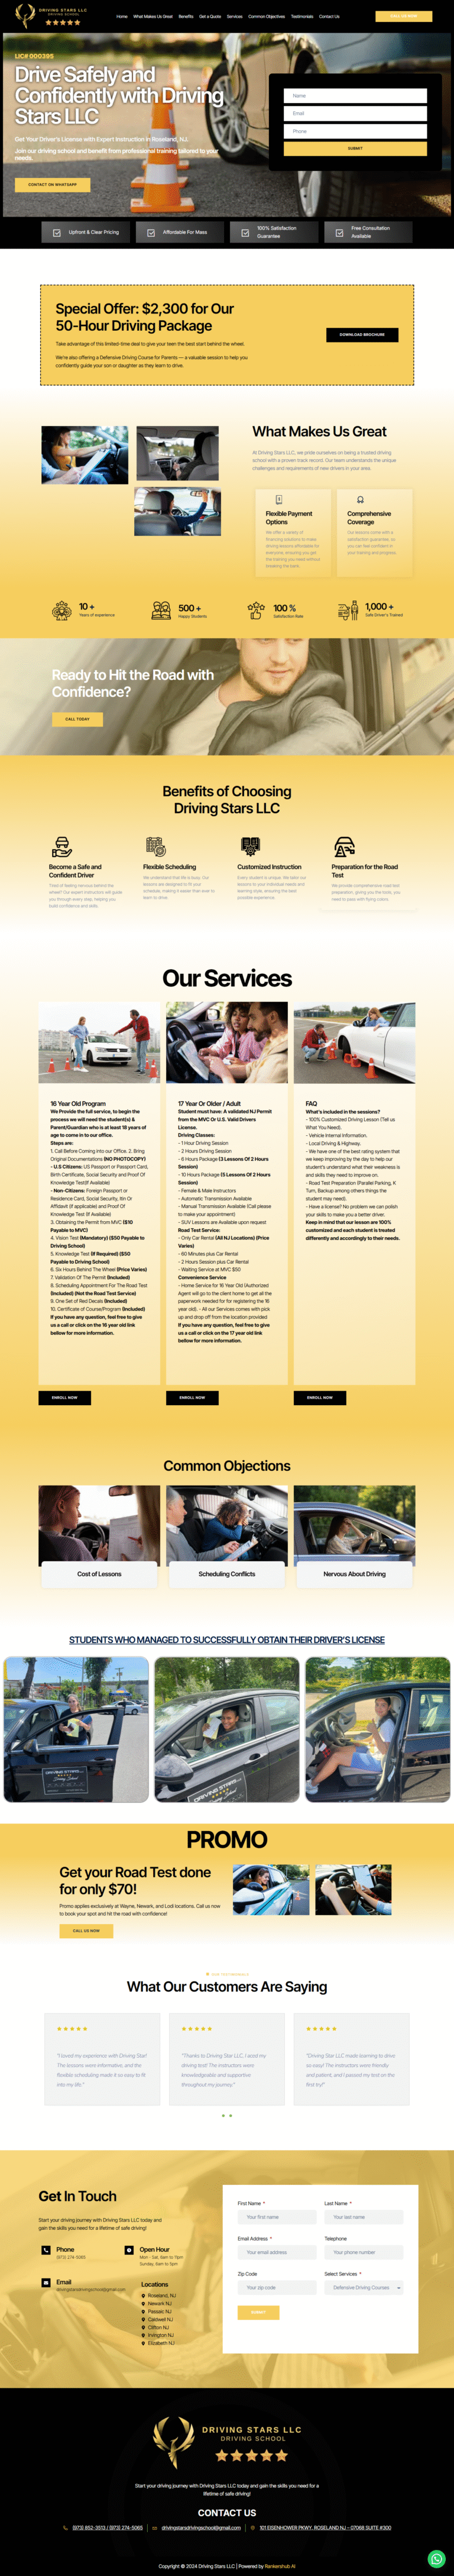 DRIVING STARS LLC
DRIVING SCHOOL
Home What Makes Us Great Benefits Get a Quote Services Common Objectives Testimonials Contact Us
LIC# 000395
Drive Safely and
Confidently with Driving
Stars LLC
Get Your Driver's License with Expert Instruction in Roseland, NJ.
Join our driving school and benefit from professional training tailored to your
needs.
CONTACT ON WHATSAPP
Name
Email
Phone
SUBMIT
Upfront & Clear Pricing
Affordable For Mass
100% Satisfaction
Guarantee
Free Consultation
Available
Special Offer: $2,300 for Our
50-Hour Driving Package
Take advantage of this limited-time deal to give your teen the best start behind the wheel.
We're also offering a Defensive Driving Course for Parents — a valuable session to help you
confidently guide your son or daughter as they learn to drive.
DOWNLOAD BROCHURE
What Makes Us Great
At Driving Stars LLC, we pride ourselves on being a trusted driving
school with a proven track record. Our team understands the unique
challenges and requirements of new drivers in your area.
Flexible Payment
Options
We offer a variety of
financing solutions to make
driving lessons affordable for
everyone, ensuring you get
the training you need without
breaking the bank.
Comprehensive
Coverage
Our lessons come with a
satisfaction guarantee, so
you can feel confident in
your training and progress.
10 +
Years of experience
500 +
Happy Students
100 %
Satisfaction Rate
1,000 +
Safe Driver's Trained
Ready to Hit the Road with
Confidence?
CALL TODAY
Benefits of Choosing
Driving Stars LLC
Become a Safe and
Confident Driver
Tired of feeling nervous behind the
wheel? Our expert instructors will guide
you through every step, helping you
build confidence and skills.
Flexible Scheduling
We understand that life is busy. Our
lessons are designed to fit your
schedule, making it easier than ever to
learn to drive.
Customized Instruction
Every student is unique. We tailor our
lessons to your individual needs and
learning style, ensuring the best
possible experience.
Preparation for the Road
Test
We provide comprehensive road test
preparation, giving you the tools you
need to pass with flying colors.
Our Services
16 Year Old Program
We Provide the full service, to begin the
process we will need the student(s) &
Parent/Guardian who is at least 18 years of
age to come in to our office.
Steps are:
1. Call Before Coming into Our Office. 2. Bring
Original Documentations (NO PHOTOCOPY)
- U.S Citizens: US Passport or Passport Card,
Birth Certificate, Social Security and Proof Of
Knowledge Test(If Available)
- Non-Citizens: Foreign Passport or
Residence Card, Social Security, Itin Or
Affidavit (If applicable) and Proof Of
Knowledge Test (If Available)
3. Obtaining the Permit from MVC ($10
Payable to MVC)
4. Vision Test (Mandatory) ($50 Payable to
Driving School)
5. Knowledge Test (If Required) ($50
Payable to Driving School)
6. Six Hours Behind The Wheel (Price Varies)
7. Validation Of The Permit (Included)
8. Scheduling Appointment For The Road Test
(Included) (Not the Road Test Service)
9. One Set of Red Decals (Included)
10. Certificate of Course/Program (Included)
If you have any question, feel free to give
us a call or click on the 16 year old link
bellow for more information.
ENROLL NOW
17 Year Or Older / Adult
Student must have: A validated NJ Permit
from the MVC Or U.S. Valid Drivers
License.
Driving Classes:
- 1 Hour Driving Session
- 2 Hours Driving Session
- 6 Hours Package (3 Lessons Of 2 Hours
Session)
- 10 Hours Package (5 Lessons Of 2 Hours
Session)
- Female & Male Instructors
- Automatic Transmission Available
- Manual Transmission Available (Call please
to make your appointment)
- SUV Lessons are Available upon request
Road Test Service:
- Only Car Rental (All NJ Locations) (Price
Varies)
- 60 Minutes plus Car Rental
- 2 Hours Session plus Car Rental
- Waiting Service at MVC $50
Convenience Service
- Home Service for 16 Year Old (Authorized
Agent will go to the client home to get all the
paperwork needed for for registering the 16
year old). - All our Services comes with pick
up and drop off from the location provided
If you have any question, feel free to give
us a call or click on the 17 year old link
bellow for more information.
ENROLL NOW
FAQ
What's included in the sessions?
- 100% Customized Driving Lesson (Tell us
What You Need).
- Vehicle Internal Information.
- Local Driving & Highway.
- We have one of the best rating system that
we keep improving by the day to help our
student's understand what their weakness is
and skills they need to improve on.
- Road Test Preparation (Parallel Parking, K
Turn, Backup among others things the
student may need).
- Have a license? No problem we can polish
your skills to make you a better driver.
Keep in mind that our lesson are 100%
customized and each student is treated
differently and accordingly to their needs.
ENROLL NOW
Common Objections
Cost of Lessons
Scheduling Conflicts
Nervous About Driving
STUDENTS WHO MANAGED TO SUCCESSFULLY OBTAIN THEIR DRIVER'S LICENSE
PROMO
Get your Road Test done
for only $70!
Promo applies exclusively at Wayne, Newark, and Lodi locations. Call us now
to book your spot and hit the road with confidence!
CALL US NOW
What Our Customers Are Saying
"I loved my experience with Driving Star!
The lessons were informative, and the
flexible scheduling made it so easy to fit
into my life."
"Thanks to Driving Star LLC, I aced my
driving test! The instructors were
knowledgeable and supportive
throughout my journey."
"Driving Star LLC made learning to drive
so easy! The instructors were friendly
and patient, and I passed my test on the
first try!"
Get In Touch
Start your driving journey with Driving Stars LLC today and
gain the skills you need for a lifetime of safe driving!
Phone
(973) 274-5065
Open Hour
Mon - Sat, 6am to 11pm
Sunday, 8am to 6pm
Email
drivingstarsdrivingschool@gmail.com
Locations
Roseland, NJ
Newark NJ
Passaic NJ
Caldwell NJ
Clifton NJ
Irvington NJ
Elizabeth NJ
First Name *
Your first name
Last Name *
Your last name
Email Address *
Your email address
Telephone
Your phone number
Zip Code
Your zip code
Select Services *
Defensive Driving Courses
SUBMIT
DRIVING STARS LLC
DRIVING SCHOOL
Start your driving journey with Driving Stars LLC today and gain the skills you need for a
lifetime of safe driving!
CONTACT US
(973) 852-3513 / (973) 274-5065
drivingstarsdrivingschool@gmail.com
101 EISENHOWER PKWY, ROSELAND NJ – 07068 SUITE #300
Copyright © 2024 Driving Stars LLC | Powered by Rankershub AI